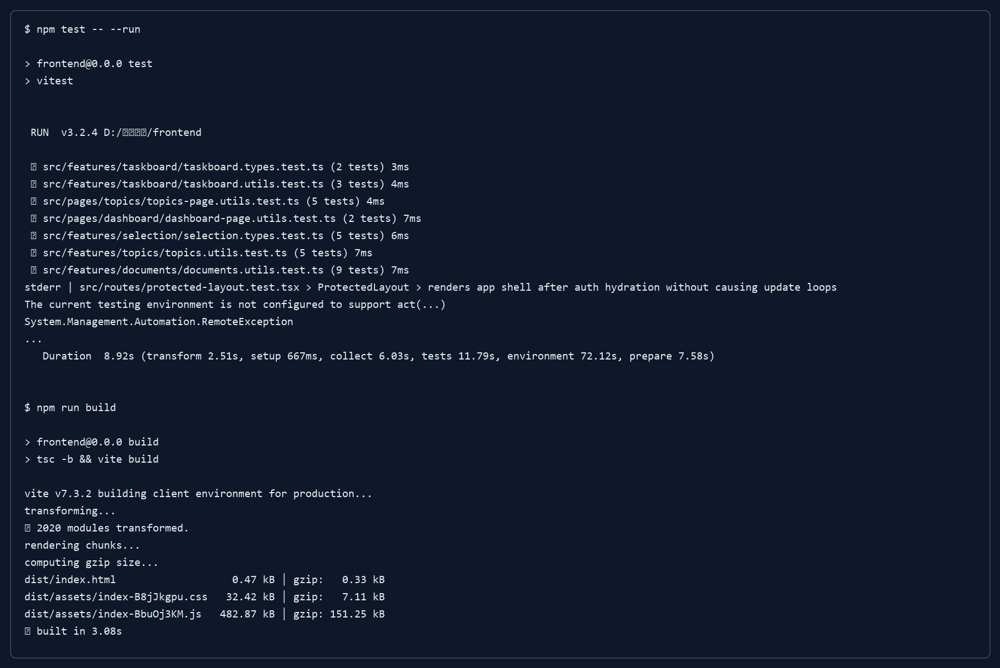 $ npm test -- --run
> frontend@0.0.0 test
> vitest
RUN  v3.2.4 D:/□□□□/frontend
□ src/features/taskboard/taskboard.types.test.ts (2 tests) 3ms
□ src/features/taskboard/taskboard.utils.test.ts (3 tests) 4ms
□ src/pages/topics/topics-page.utils.test.ts (5 tests) 4ms
□ src/pages/dashboard/dashboard-page.utils.test.ts (2 tests) 7ms
□ src/features/selection/selection.types.test.ts (5 tests) 6ms
□ src/features/topics/topics.utils.test.ts (5 tests) 7ms
□ src/features/documents/documents.utils.test.ts (9 tests) 7ms
stderr | src/routes/protected-layout.test.tsx > ProtectedLayout > renders app shell after auth hydration without causing update loops
The current testing environment is not configured to support act(...)
System.Management.Automation.RemoteException
...
Duration  8.92s (transform 2.51s, setup 667ms, collect 6.03s, tests 11.79s, environment 72.12s, prepare 7.58s)
$ npm run build
> frontend@0.0.0 build
> tsc -b && vite build
vite v7.3.2 building client environment for production...
transforming...
□ 2020 modules transformed.
rendering chunks...
computing gzip size...
dist/index.html                   0.47 kB │ gzip:   0.33 kB
dist/assets/index-B8jJkgpu.css   32.42 kB │ gzip:   7.11 kB
dist/assets/index-BbuOj3KM.js   482.87 kB │ gzip: 151.25 kB
□ built in 3.08s